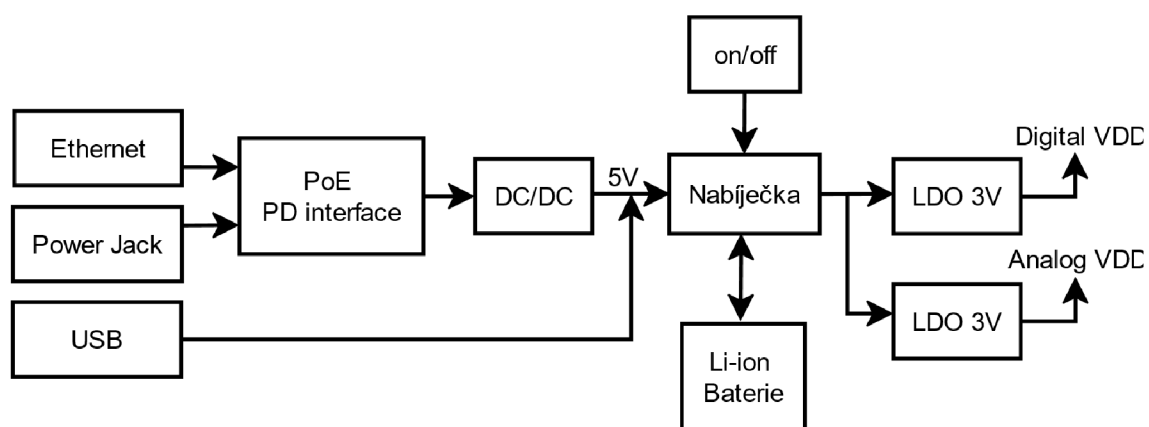 on/off
Ethernet
Power Jack
USB
PoE
PD interface
DC/DC
5V
Nabíječka
Li-ion
Baterie
LDO 3V
Digital VDD
LDO 3V
Analog VDD